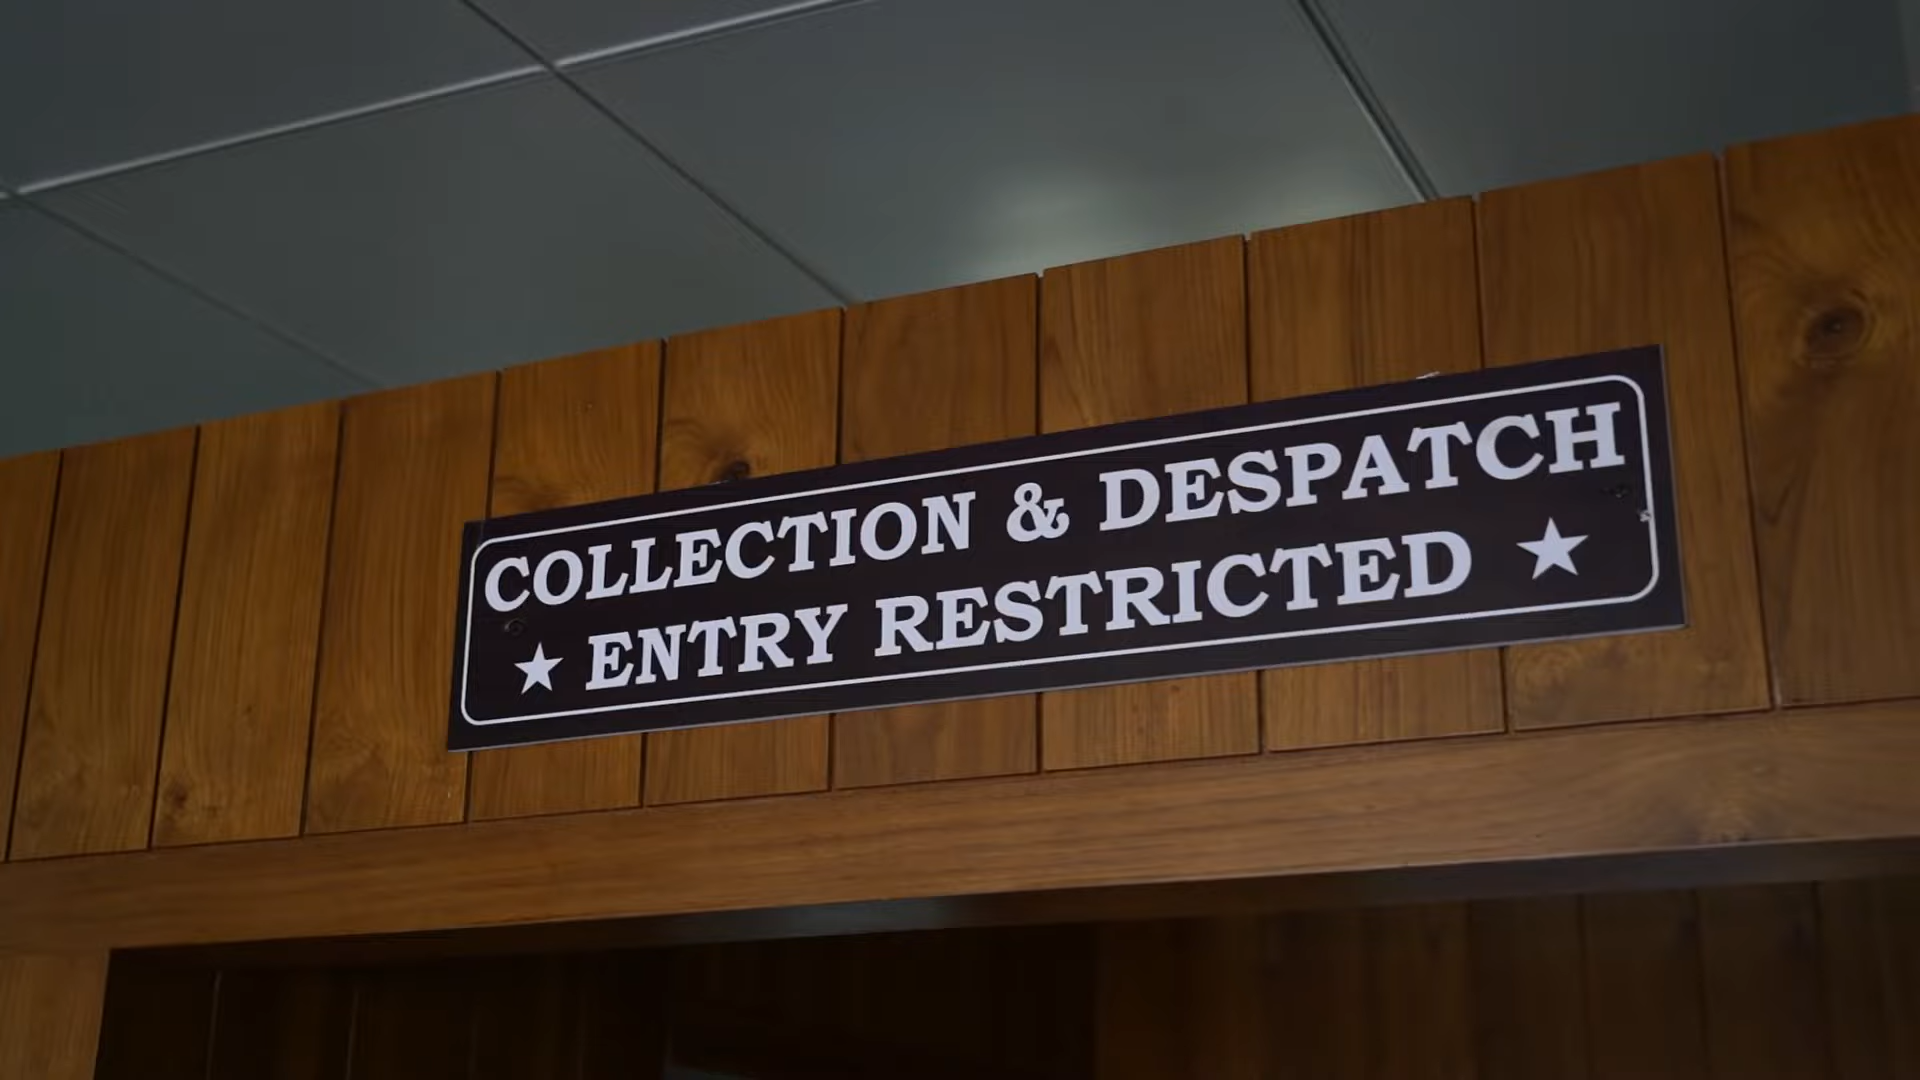 COLLECTION & DESPATCH
★ ENTRY RESTRICTED ★